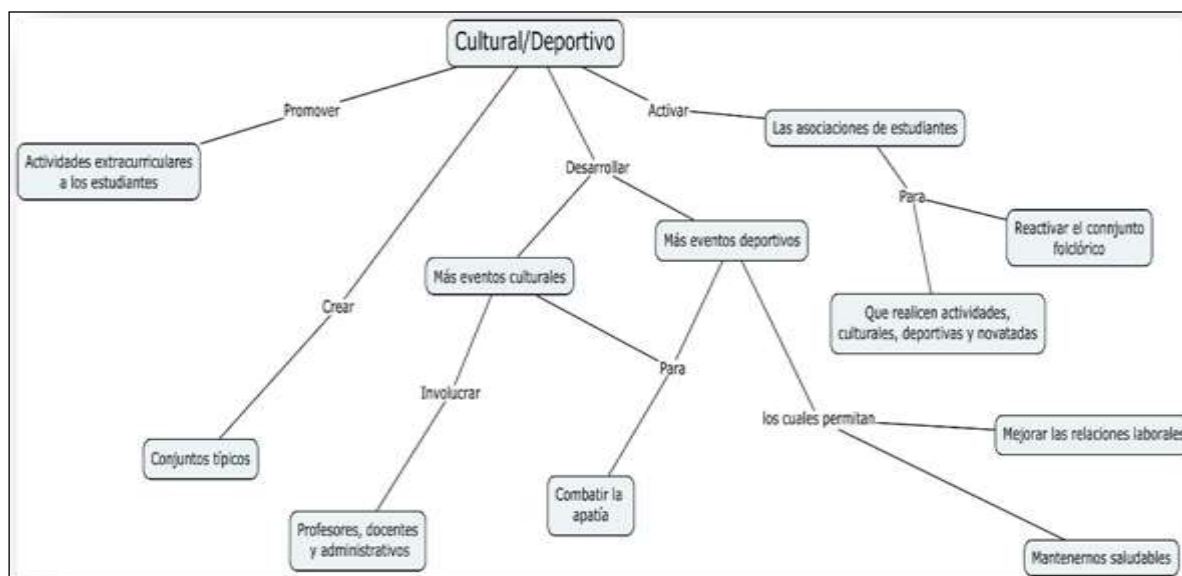 Cultural/Deportivo
Promover
Activar
Actividades extracurriculares
a los estudiantes
Las asociaciones de estudiantes
Desarrollar
Para
Más eventos deportivos
Reactivar el connjunto
folclórico
Más eventos culturales
Crear
Que realicen actividades,
culturales, deportivas y novatadas
Para
Involucrar
los cuales permitan
Mejorar las relaciones laborales
Conjuntos típicos
Combatir la
apatía
Profesores, docentes
y administrativos
Mantenernos saludables